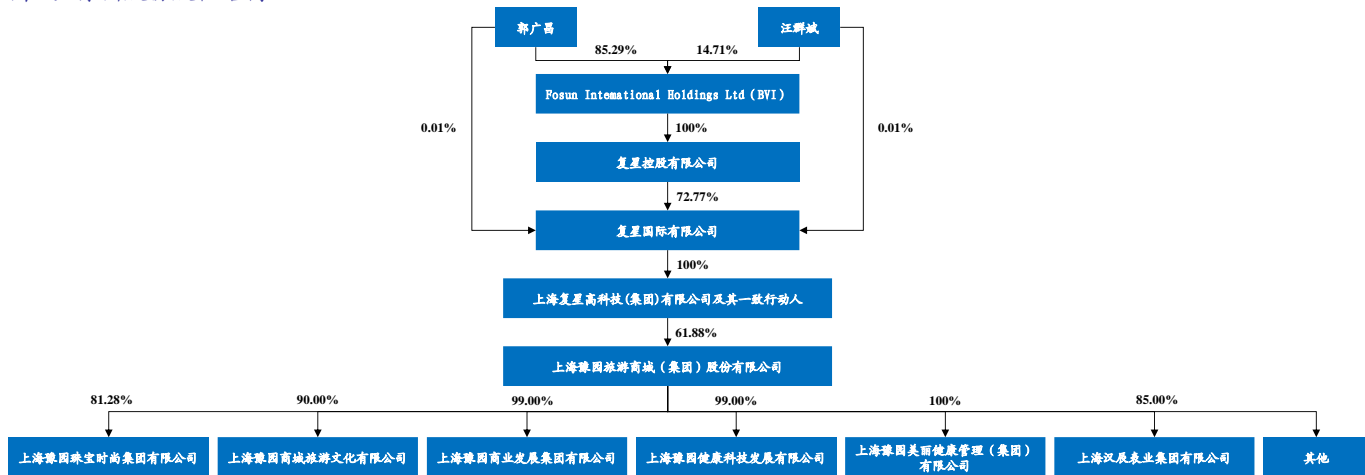 郭广昌
汪群斌
85.29%
14.71%
Fosun International Holdings Ltd（BVI）
0.01%
100%
0.01%
复星控股有限公司
72.77%
复星国际有限公司
100%
上海复星高科技(集团)有限公司及其一致行动人
61.88%
上海豫园旅游商城（集团）股份有限公司
81.28%
90.00%
99.00%
99.00%
100%
85.00%
上海豫园珠宝时尚集团有限公司
上海豫园商城旅游文化有限公司
上海豫园商业发展集团有限公司
上海豫园健康科技发展有限公司
上海豫园美丽健康管理（集团）
有限公司
上海汉辰表业集团有限公司
其他